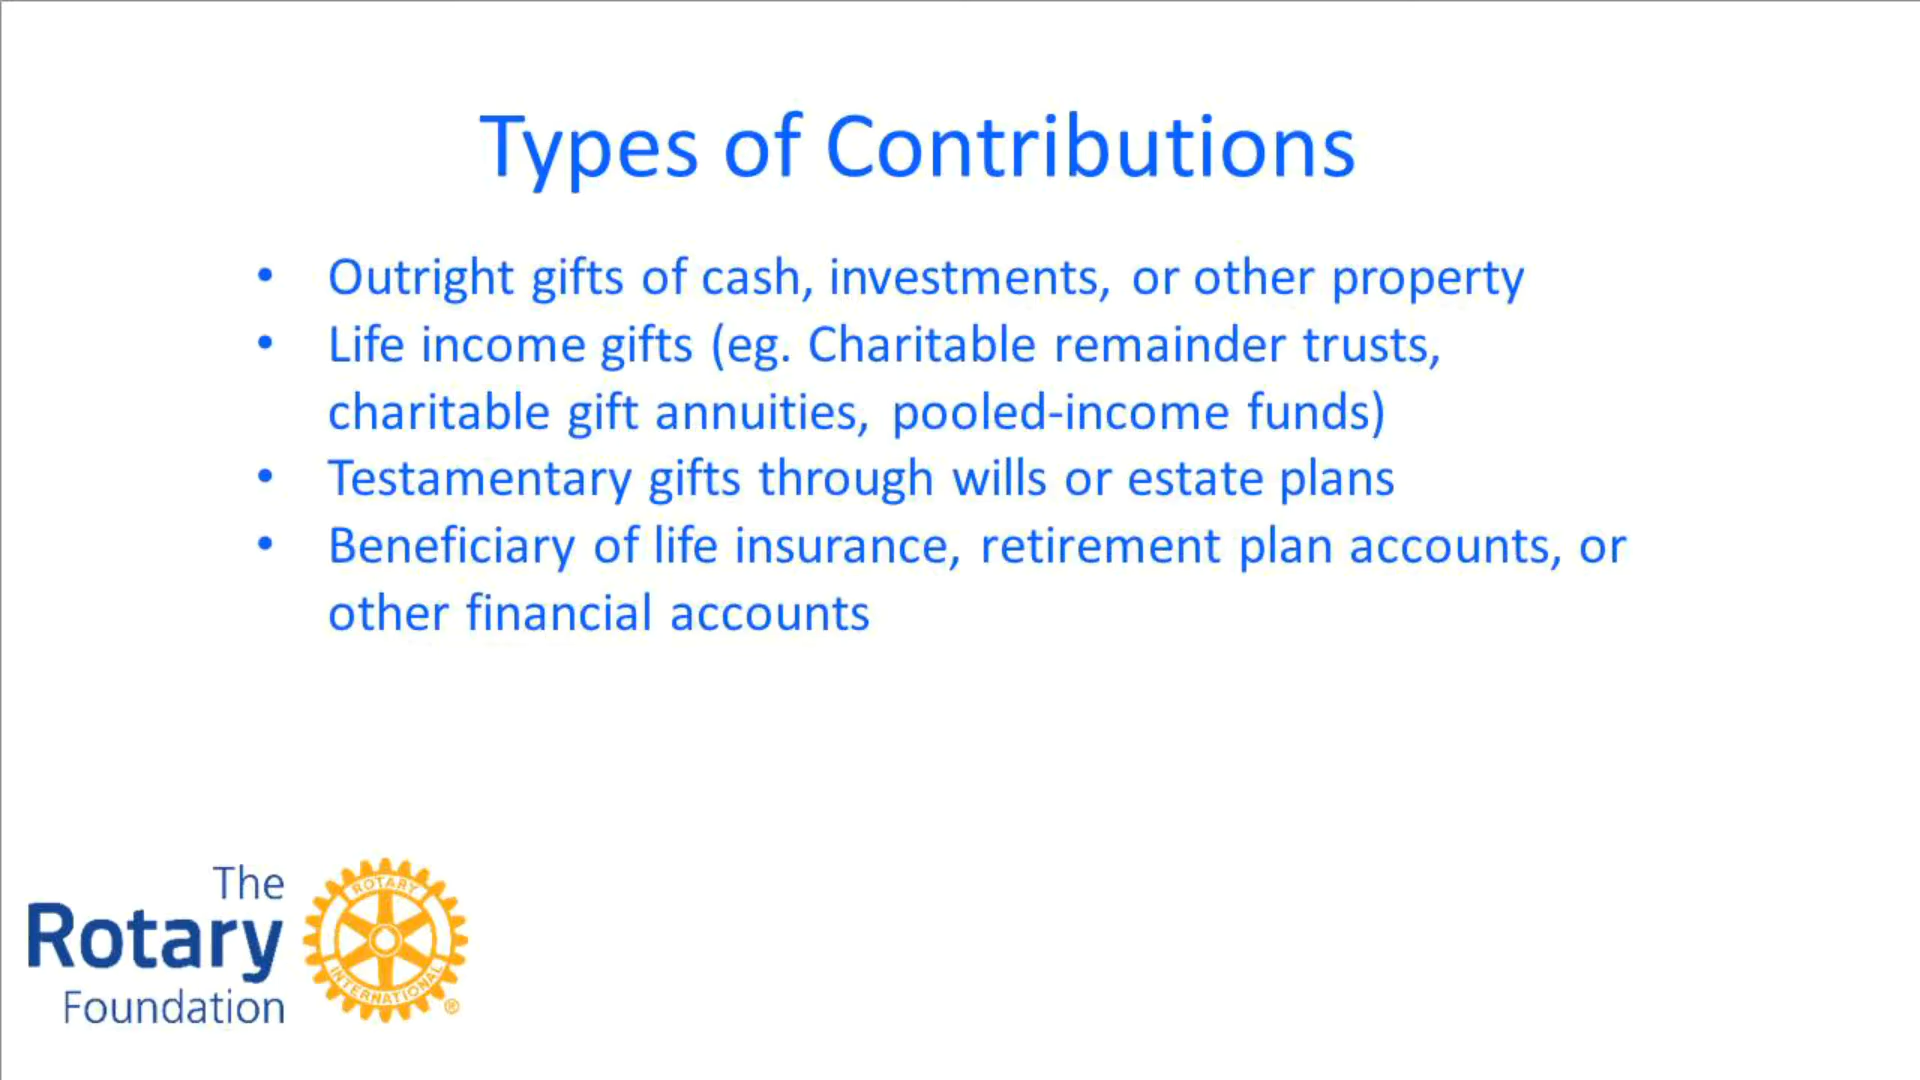 Types of Contributions
• Outright gifts of cash, investments, or other property
• Life income gifts (eg. Charitable remainder trusts,
charitable gift annuities, pooled-income funds)
• Testamentary gifts through wills or estate plans
• Beneficiary of life insurance, retirement plan accounts, or
other financial accounts
The
Rotary
Foundation
ROTARY
INTERNATIONAL
®